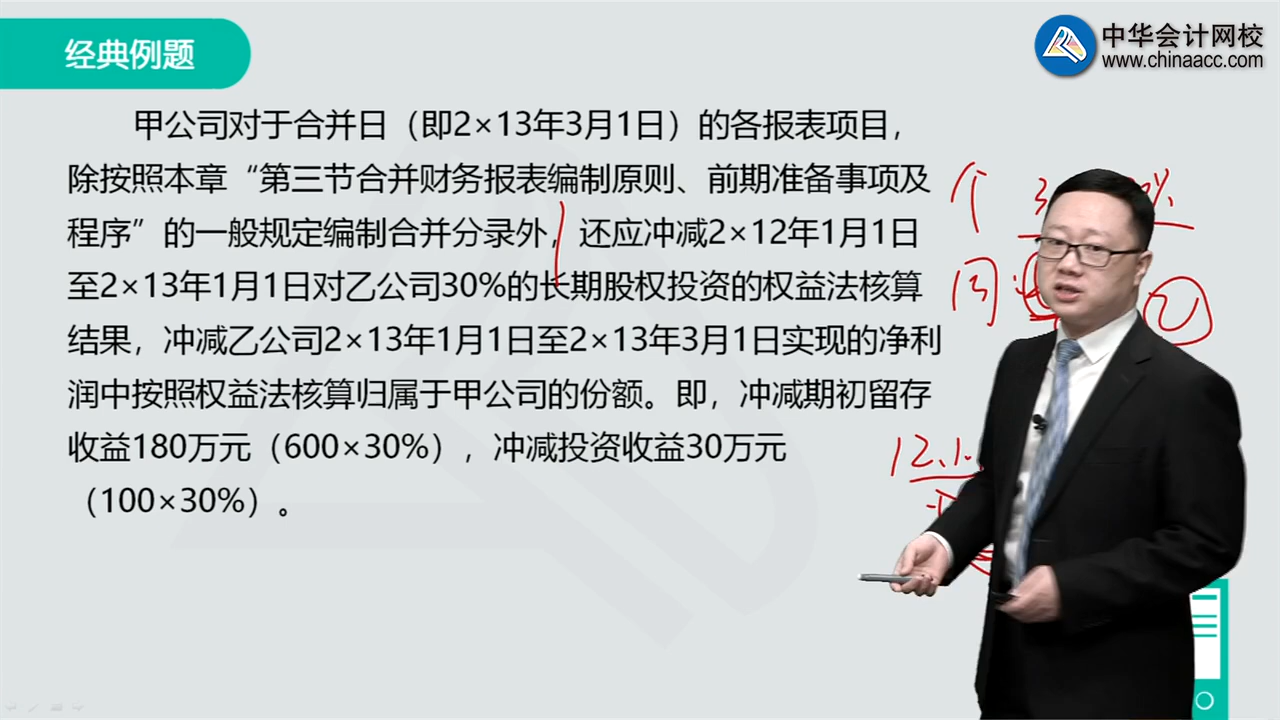 经典例题
中华会计网校
www.chinaacc.com
甲公司对于合并日（即2×13年3月1日）的各报表项目，
除按照本章“第三节合并财务报表编制原则、前期准备事项及
程序”的一般规定编制合并分录外，还应冲减2×12年1月1日
至2×13年1月1日对乙公司30%的长期股权投资的权益法核算
结果，冲减乙公司2×13年1月1日至2×13年3月1日实现的净利
润中按照权益法核算归属于甲公司的份额。即，冲减期初留存
收益180万元（600×30%），冲减投资收益30万元
（100×30%）。
个
同
12.1.